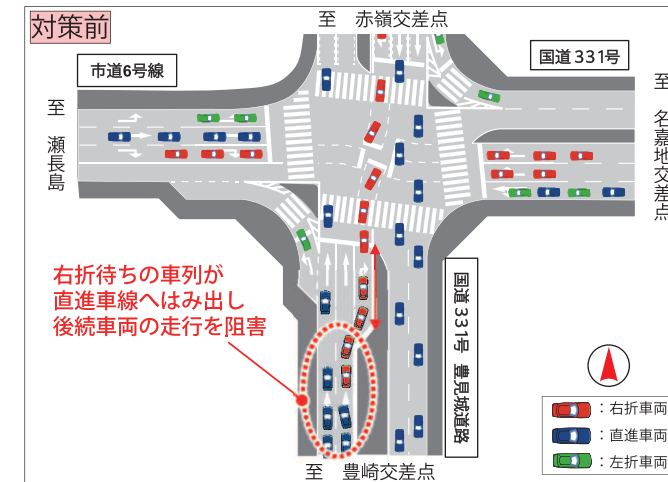 対策前
至 赤嶺交差点
市道6号線
国道331号
至 瀬長島
至 名嘉地交差点
右折待ちの車列が
直進車線へはみ出し
後続車両の走行を阻害
国道331号 豊見城道路
：右折車両
：直進車両
：左折車両
至 豊崎交差点